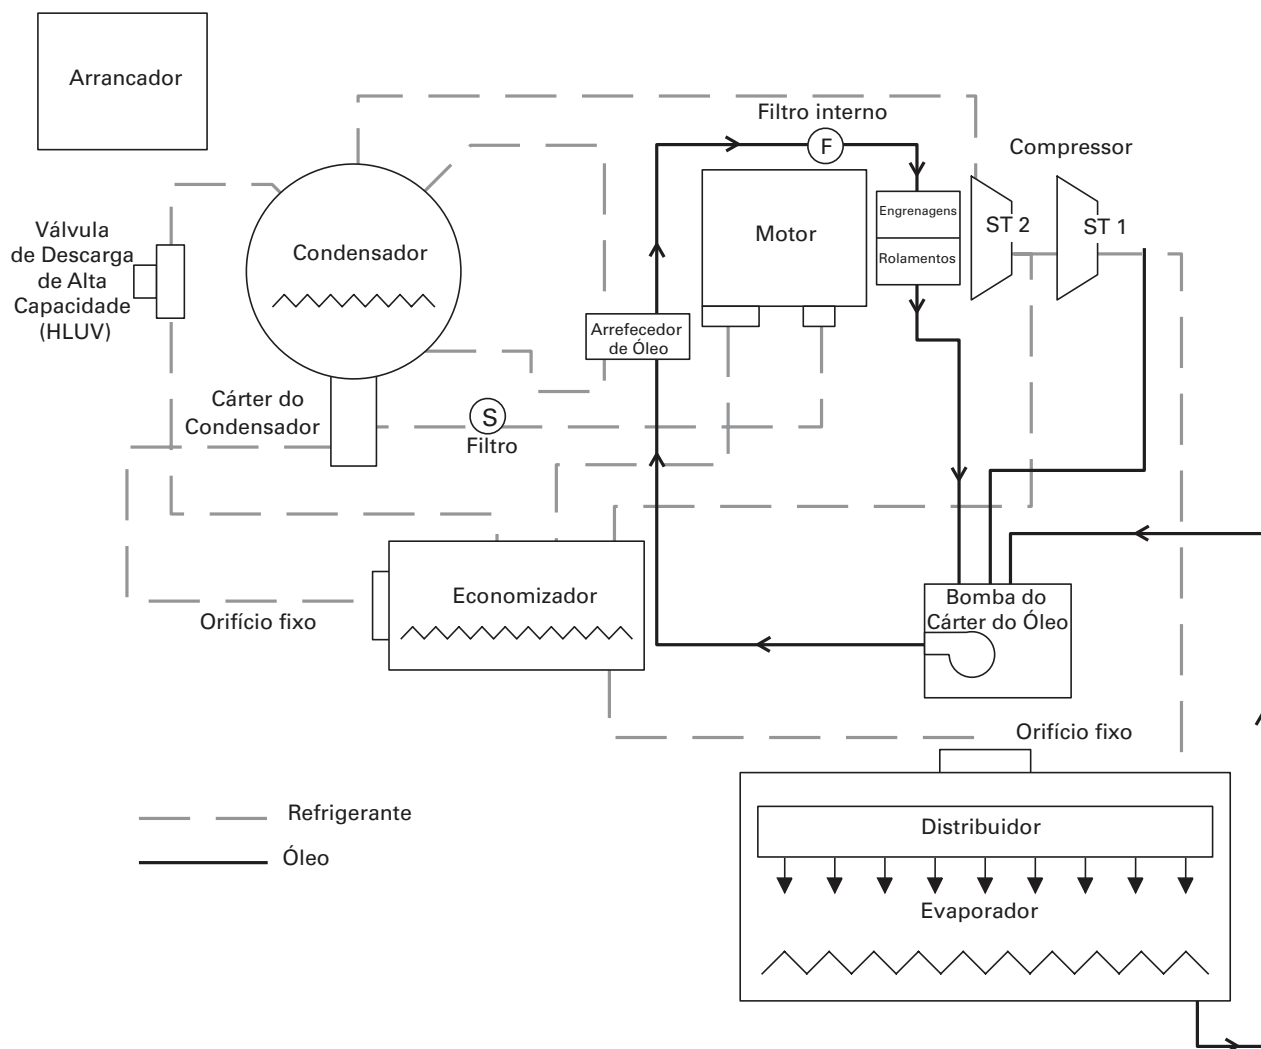 Arrancador
Filtro interno
F
Compressor
Engrenagens
Rolamentos
Motor
ST 2
ST 1
Válvula
de Descarga
de Alta
Capacidade
(HLUV)
Condensador
Arrefecedor
de Óleo
Cárter do
Condensador
S
Filtro
Economizador
Orifício fixo
Bomba do
Cárter do Óleo
Orifício fixo
Refrigerante
Óleo
Distribuidor
Evaporador